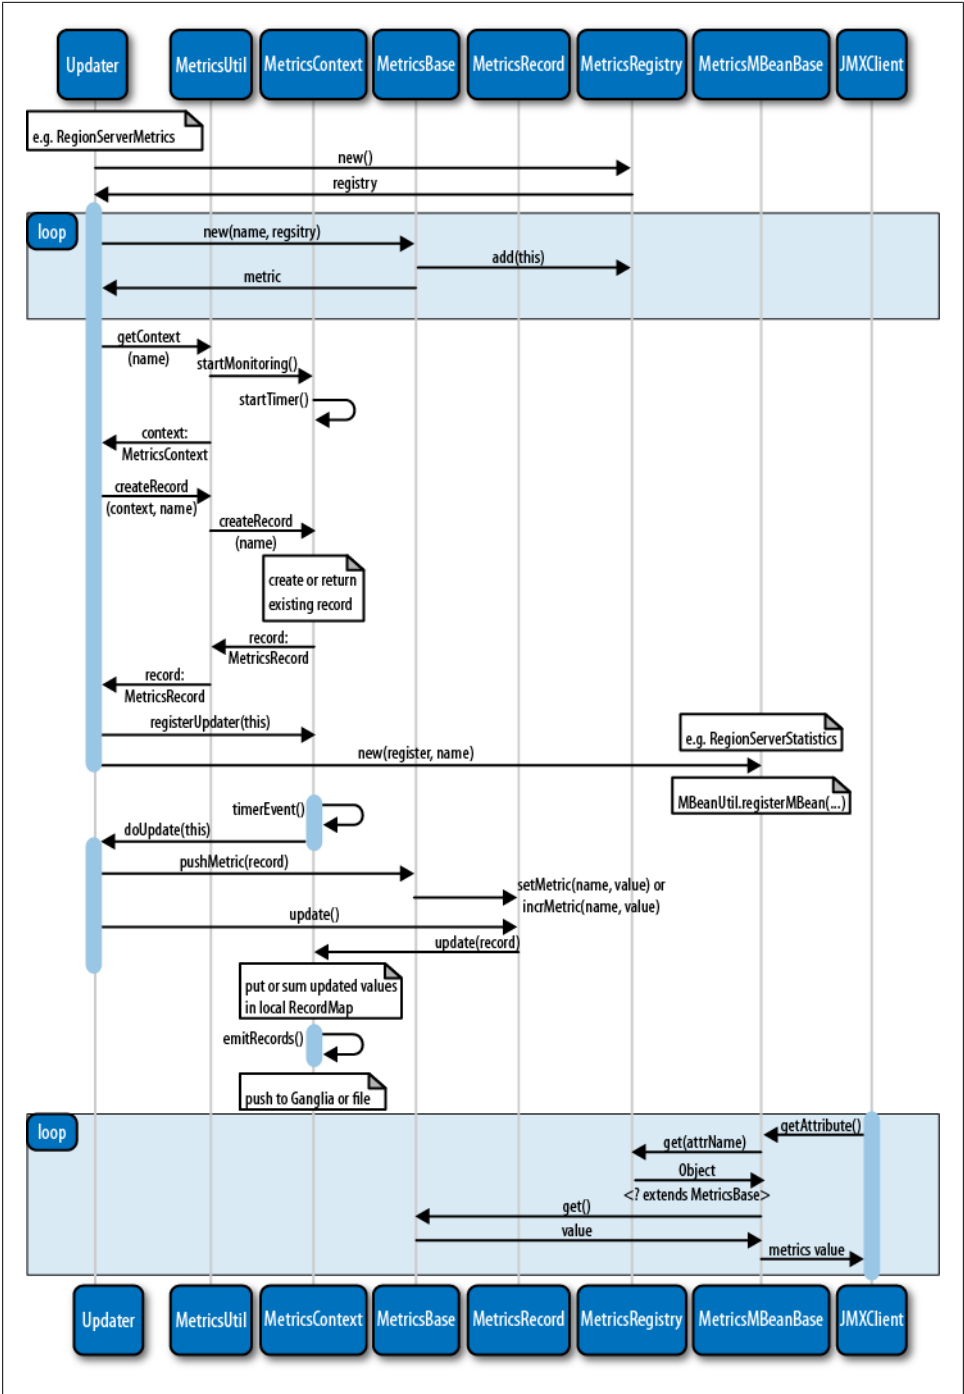 Updater
MetricsUtil
MetricsContext
MetricsBase
MetricsRecord
MetricsRegistry
MetricsMBeanBase
JMXClient
e.g. RegionServerMetrics
new()
registry
loop
new(name, regsitry)
add(this)
metric
getContext
(name)
startMonitoring()
startTimer()
context:
MetricsContext
createRecord
(context, name)
createRecord
(name)
create or return
existing record
record:
MetricsRecord
record:
MetricsRecord
registerUpdater(this)
e.g. RegionServerStatistics
new(register, name)
MBeanUtil.registerMBean(...)
timerEvent()
doUpdate(this)
pushMetric(record)
setMetric(name, value) or
incrMetric(name, value)
update()
update(record)
put or sum updated values
in local RecordMap
emitRecords()
push to Ganglia or file
loop
getAttribute()
get(attrName)
Object
<? extends MetricsBase>
get()
value
metrics value
Updater
MetricsUtil
MetricsContext
MetricsBase
MetricsRecord
MetricsRegistry
MetricsMBeanBase
JMXClient